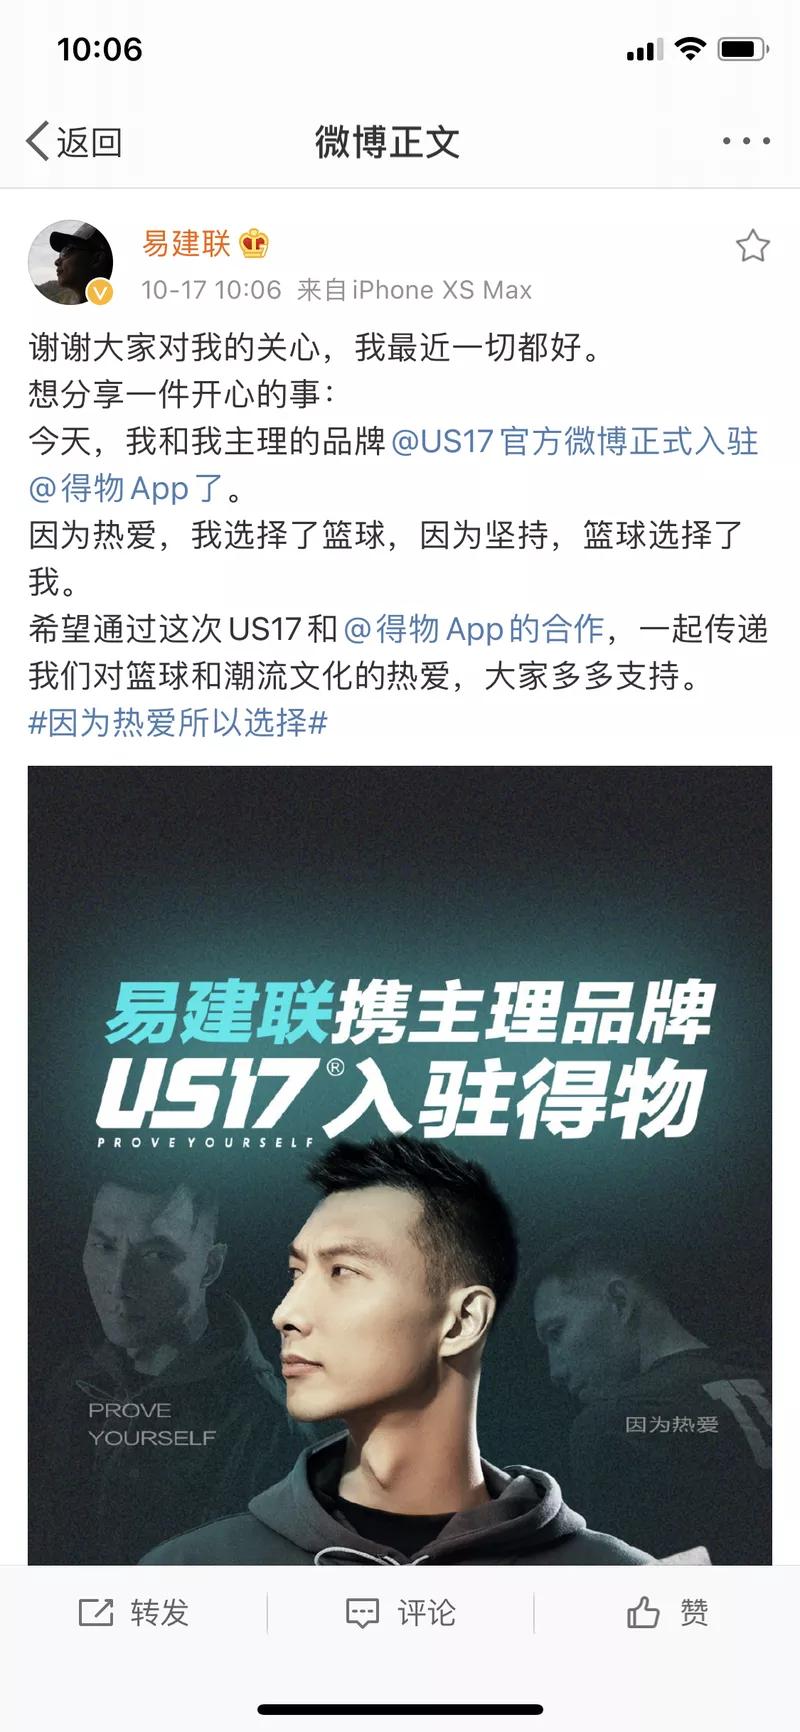 10:06
返回
微博正文
易建联
10-17 10:06 来自iPhone XS Max
谢谢大家对我的关心，我最近一切都好。
想分享一件开心的事：
今天，我和我主理的品牌@US17官方微博正式入驻
@得物App了。
因为热爱，我选择了篮球，因为坚持，篮球选择了
我。
希望通过这次US17和@得物App的合作，一起传递
我们对篮球和潮流文化的热爱，大家多多支持。
#因为热爱所以选择#
易建联携主理品牌
US17®入驻得物
PROVEYOURSELF
PROVE
YOURSELF
因为热爱
转发
评论
赞